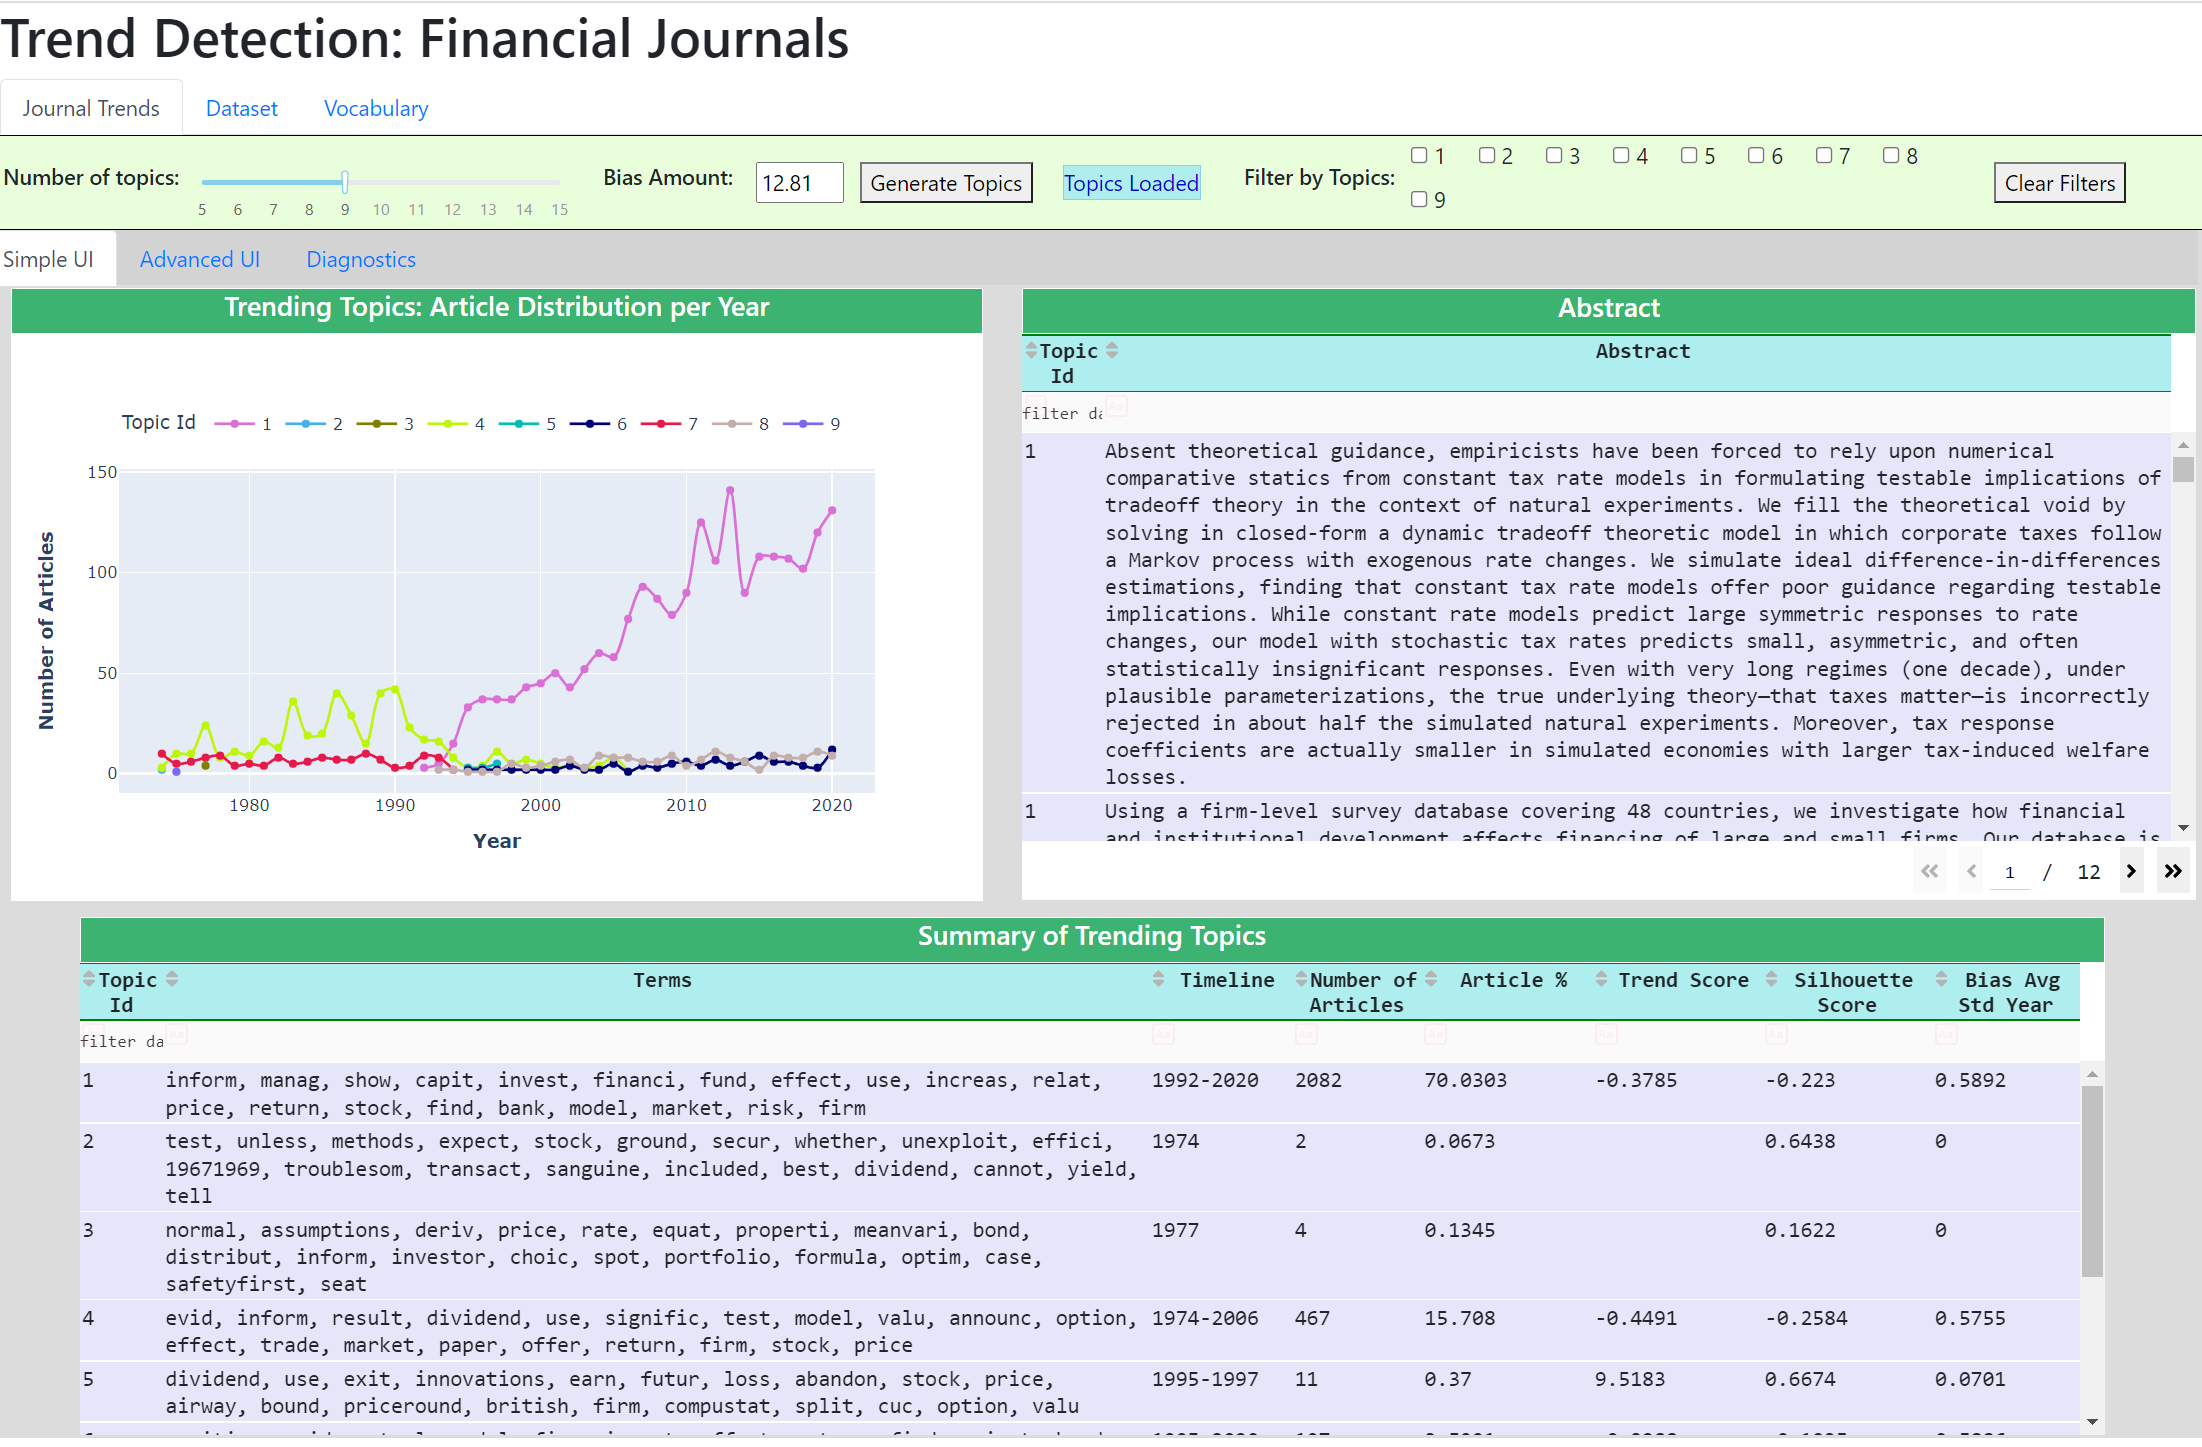 Trend Detection: Financial Journals
Journal Trends Dataset Vocabulary
Number of topics: 5 6 7 8 9 10 11 12 13 14 15 Bias Amount: 12.81 Generate Topics Topics Loaded Filter by Topics: 1 2 3 4 5 6 7 8 Clear Filters
9
Simple UI Advanced UI Diagnostics
Trending Topics: Article Distribution per Year
Topic Id 1 2 3 4 5 6 7 8 9
150
100
50
0
Number of Articles
1980 1990 2000 2010 2020
Year
Abstract
Topic Abstract
Id
filter da
1 Absent theoretical guidance, empiricists have been forced to rely upon numerical
comparative statics from constant tax rate models in formulating testable implications of
tradeoff theory in the context of natural experiments. We fill the theoretical void by
solving in closed-form a dynamic tradeoff theoretic model in which corporate taxes follow
a Markov process with exogenous rate changes. We simulate ideal difference-in-differences
estimations, finding that constant tax rate models offer poor guidance regarding testable
implications. While constant rate models predict large symmetric responses to rate
changes, our model with stochastic tax rates predicts small, asymmetric, and often
statistically insignificant responses. Even with very long regimes (one decade), under
plausible parameterizations, the true underlying theory—that taxes matter—is incorrectly
rejected in about half the simulated natural experiments. Moreover, tax response
coefficients are actually smaller in simulated economies with larger tax-induced welfare
losses.
1 Using a firm-level survey database covering 48 countries, we investigate how financial
and institutional development affects financing of large and small firms. Our database is
1 / 12
Summary of Trending Topics
Topic Terms Timeline Number of Article % Trend Score Silhouette Bias Avg
Id Articles Score Std Year
filter da
1 inform, manag, show, capit, invest, financi, fund, effect, use, increas, relat, 1992-2020 2082 70.0303 -0.3785 -0.223 0.5892
price, return, stock, find, bank, model, market, risk, firm
2 test, unless, methods, expect, stock, ground, secur, whether, unexploit, effici, 1974 2 0.0673 0.6438 0
19671969, troublesom, transact, sanguine, included, best, dividend, cannot, yield,
tell
3 normal, assumptions, deriv, price, rate, equat, properti, meanvari, bond, 1977 4 0.1345 0.1622 0
distribut, inform, investor, choic, spot, portfolio, formula, optim, case,
safetyfirst, seat
4 evid, inform, result, dividend, use, signific, test, model, valu, announc, option, 1974-2006 467 15.708 -0.4491 -0.2584 0.5755
effect, trade, market, paper, offer, return, firm, stock, price
5 dividend, use, exit, innovations, earn, futur, loss, abandon, stock, price, 1995-1997 11 0.37 9.5183 0.6674 0.0701
airway, bound, priceround, british, firm, compustat, split, cuc, option, valu